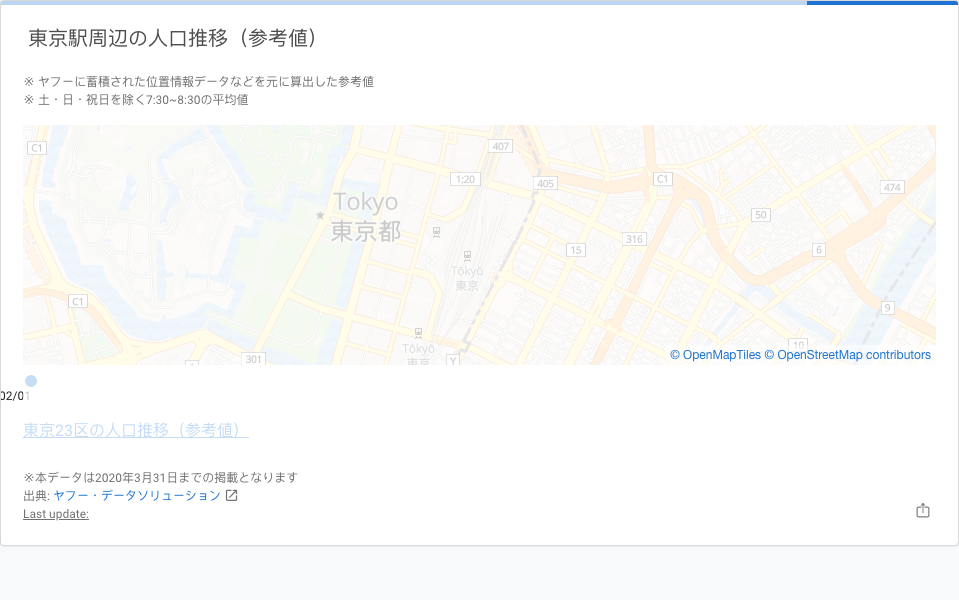 東京駅周辺の人口推移（参考値）
※ ヤフーに蓄積された位置情報データなどを元に算出した参考値
※ 土・日・祝日を除く7:30~8:30の平均値
C1
407
1;20
405
C1
474
Tokyo
東京都
50
316
15
6
Tōkyō
東京
C1
9
10
Tōkyō
東京
301
Y
© OpenMapTiles © OpenStreetMap contributors
02/01
東京23区の人口推移（参考値）
※本データは2020年3月31日までの掲載となります
出典: ヤフー・データソリューション
Last update: